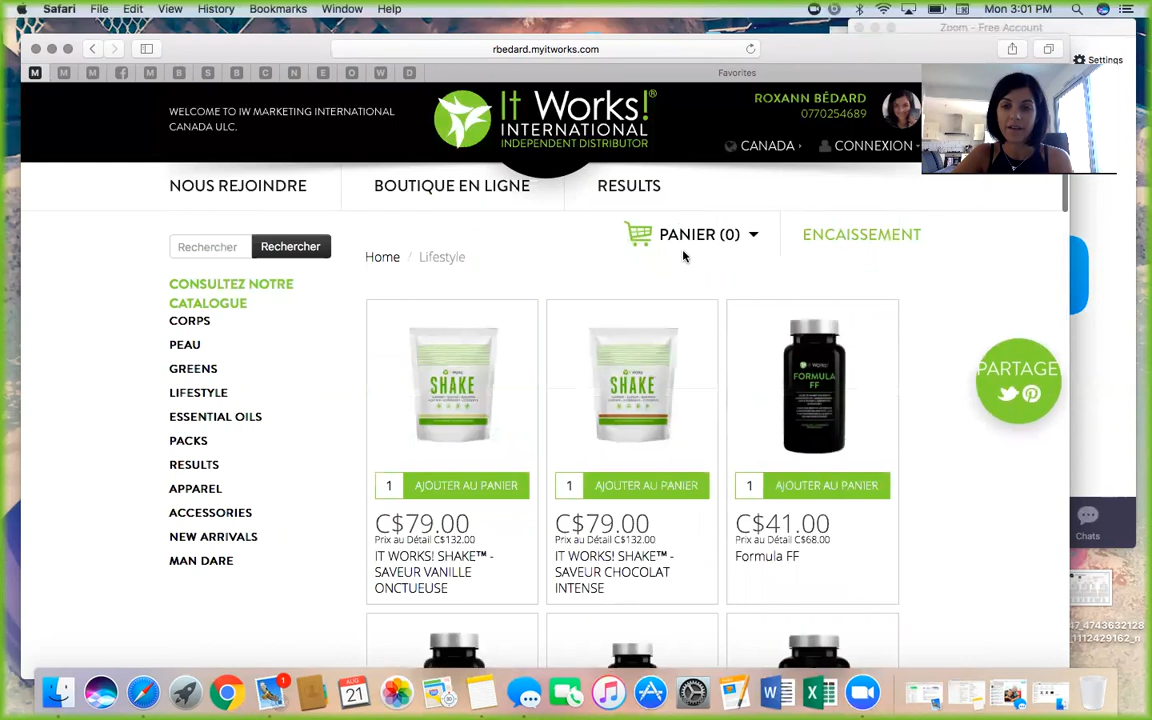 Safari File Edit View History Bookmarks Window Help Mon 3:01 PM
Zoom - Free Account
rbedard.myitworks.com
Settings
M M M f M B S B C N E O W D Favorites
WELCOME TO IW MARKETING INTERNATIONAL
CANADA ULC.
It Works!®
INTERNATIONAL
INDEPENDENT DISTRIBUTOR
ROXANN BÉDARD
0770254689
CANADA
CONNEXION
NOUS REJOINDRE BOUTIQUE EN LIGNE RESULTS
Rechercher Rechercher
PANIER (0) ENCAISSEMENT
Home / Lifestyle
CONSULTEZ NOTRE
CATALOGUE
CORPS
PEAU
GREENS
LIFESTYLE
ESSENTIAL OILS
PACKS
RESULTS
APPAREL
ACCESSORIES
NEW ARRIVALS
MAN DARE
SHAKE
SHAKE
It Works!
FORMULA
FF
PARTAGE
1 AJOUTER AU PANIER
1 AJOUTER AU PANIER
1 AJOUTER AU PANIER
C$79.00
Prix au Détail C$132.00
IT WORKS! SHAKE™ -
SAVEUR VANILLE
ONCTUEUSE
C$79.00
Prix au Détail C$132.00
IT WORKS! SHAKE™ -
SAVEUR CHOCOLAT
INTENSE
C$41.00
Prix au Détail C$68.00
Formula FF
Chats
47_4743632128
_1112429162_n
AUG
21
1